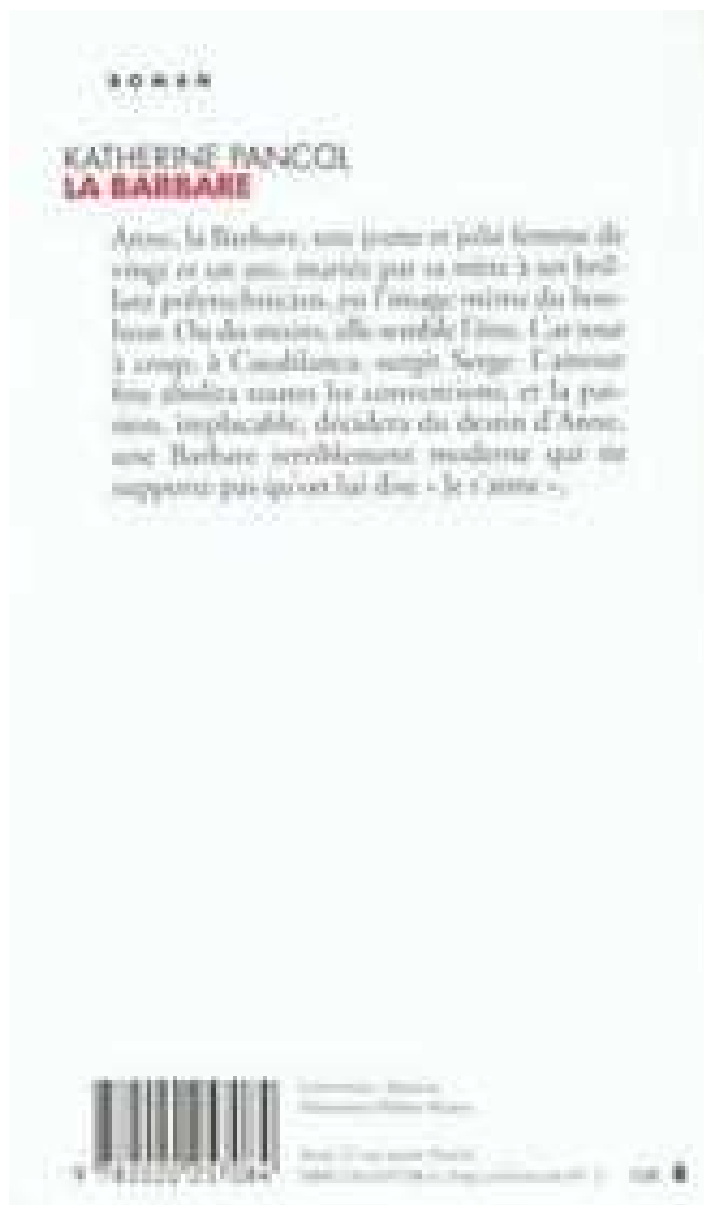 ROMAN
KATHERINE PANCOL
LA BARBARE
Anne, la Barbare, une jeune et jolie femme de
vingt et un ans, mariée par sa mère à un bril-
lant polytechnicien, est l'image même du bon-
heur. Ou du moins, elle semble l'être. Car tout
à coup, à Casablanca, surgit Serge. L'amour
fou abolira toutes les conventions, et la pas-
sion, implacable, décidera du destin d'Anne,
une Barbare terriblement moderne qui ne
supporte pas qu'on lui dise « Je t'aime ».